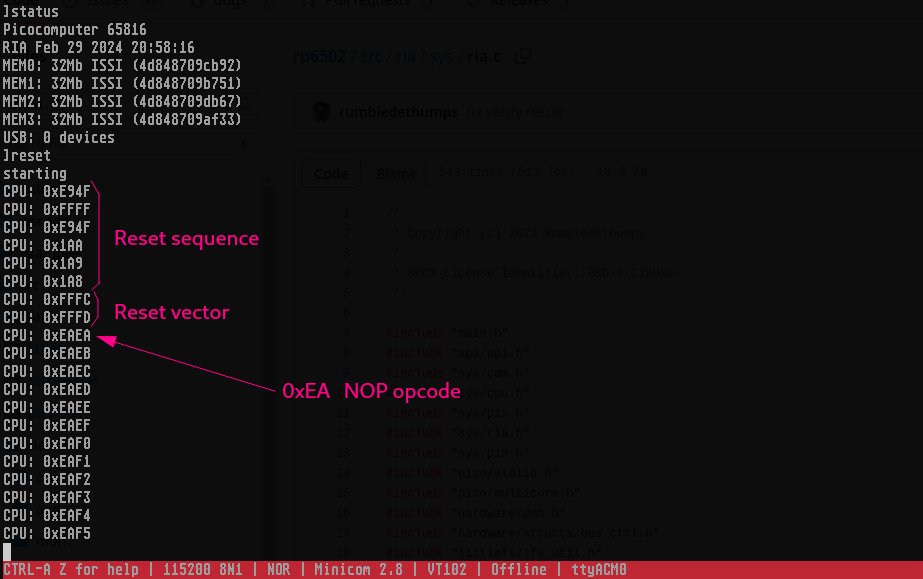 ]status
Picocomputer 65816
RIA Feb 29 2024 20:58:16
MEM0: 32Mb ISSI (4d848709cb92)
MEM1: 32Mb ISSI (4d848709b751)
MEM2: 32Mb ISSI (4d848709db67)
MEM3: 32Mb ISSI (4d848709af33)
USB: 0 devices
]reset
starting
CPU: 0xE94F
CPU: 0xFFFF
CPU: 0xE94F
CPU: 0x1AA
CPU: 0x1A9
CPU: 0x1A8
Reset sequence
CPU: 0xFFFC
CPU: 0xFFFD
Reset vector
CPU: 0xEAEA
CPU: 0xEAEB
CPU: 0xEAEC
CPU: 0xEAED
0xEA NOP opcode
CPU: 0xEAEE
CPU: 0xEAEF
CPU: 0xEAF0
CPU: 0xEAF1
CPU: 0xEAF2
CPU: 0xEAF3
CPU: 0xEAF4
CPU: 0xEAF5
CTRL-A Z for help | 115200 8N1 | NOR | Minicom 2.8 | VT102 | Offline | ttyACM0
Issues
Bugs
Pull requests
Releases
rp6502 / src / ria / sys / ria.c
rumbledethumps fix verify result
Code Blame 543 lines (513 loc)
1 /*
2 * Copyright (c) 2023 Rumbledethumps
3 *
4 * SPDX-License-Identifier: BSD-3-Clause
5 */
6
7 #include "main.h"
8 #include "api/api.h"
9 #include "sys/com.h"
"sys/cpu.h"
11 #include "sys/pix.h"
12 #include "sys/ria.h"
13 #include "sys pio.h"
14 #include "pico/stdlib.h"
15 #include "pico/multicore.h"
16 #include "hardware/dma.h"
17 #include "hardware/structs/bus_ctrl.h"
18 #include "littlefs/lfs_util.h"